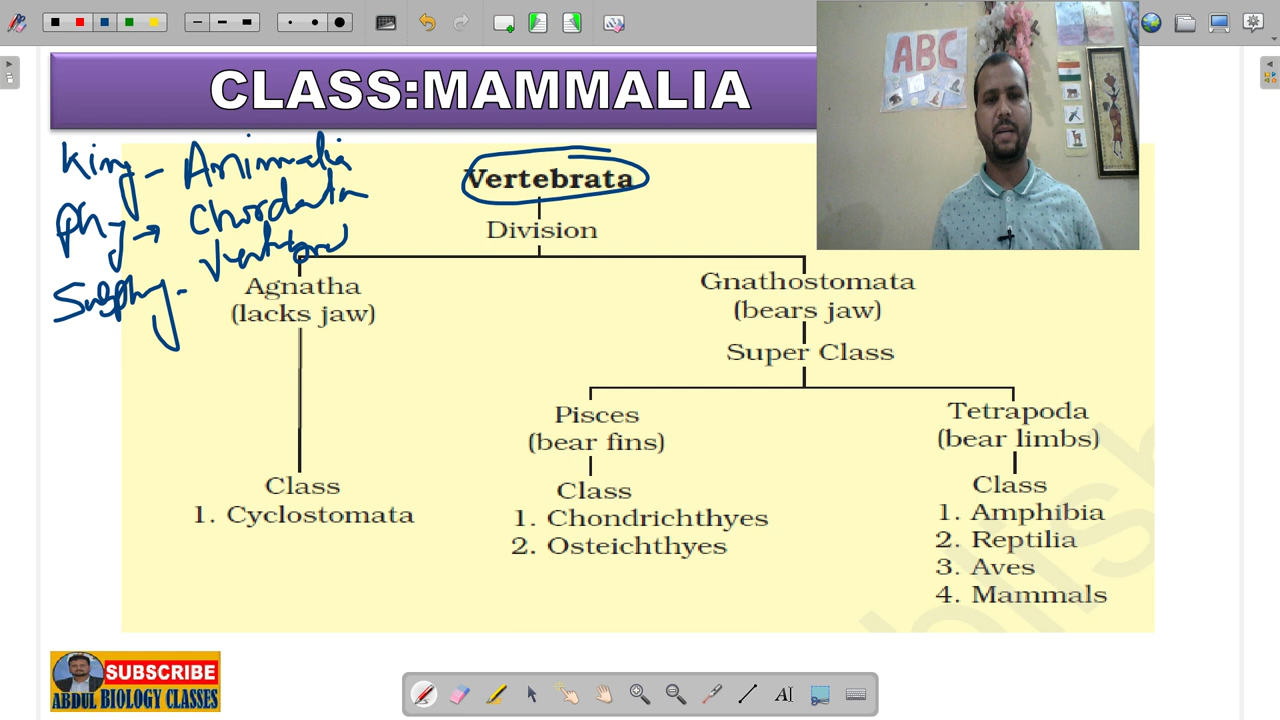 CLASS:MAMMALIA
ABC
King - Animalia
Phy → Chordata
Subphy - Vertebral
Vertebrata
Division
Agnatha
(lacks jaw)
Gnathostomata
(bears jaw)
Super Class
Pisces
(bear fins)
Tetrapoda
(bear limbs)
Class
1. Cyclostomata
Class
1. Chondrichthyes
2. Osteichthyes
Class
1. Amphibia
2. Reptilia
3. Aves
4. Mammals
SUBSCRIBE
ABDUL BIOLOGY CLASSES
AI